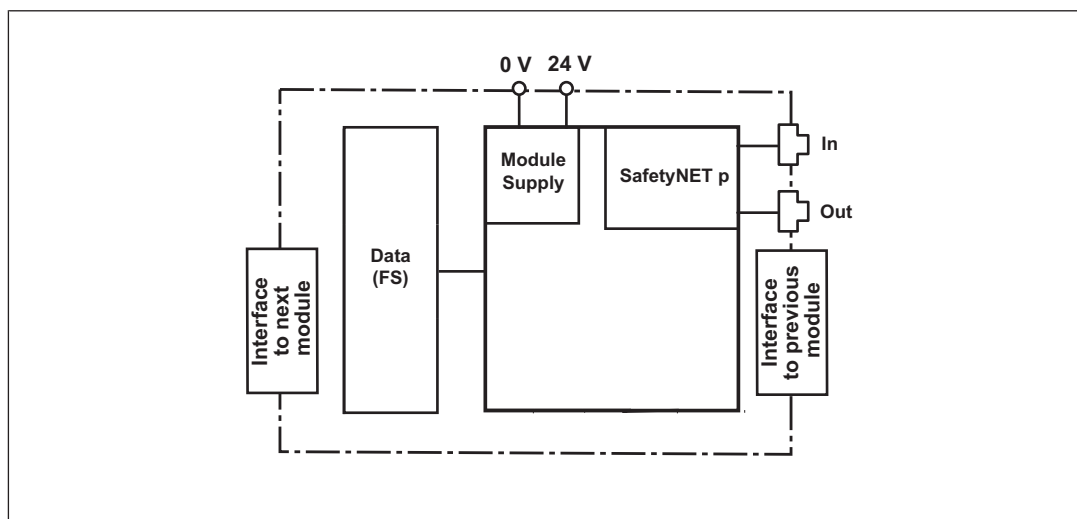 0 V 24 V
Module
Supply
SafetyNET p
In
Out
Data
(FS)
Interface
to next
module
Interface
to previous
module